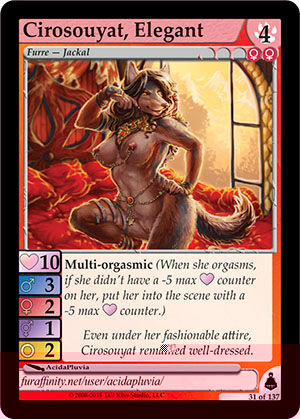 Cirosouyat, Elegant
4
Furre — Jackal
10
3
2
1
2
Multi-orgasmic (When she orgasms,
if she didn't have a -5 max counter
on her, put her into the scene with a
-5 max counter.)
Even under her fashionable attire,
Cirosouyat remained well-dressed.
AcidaPluvia
furaffinity.net/user/acidapluvia/
31 of 137